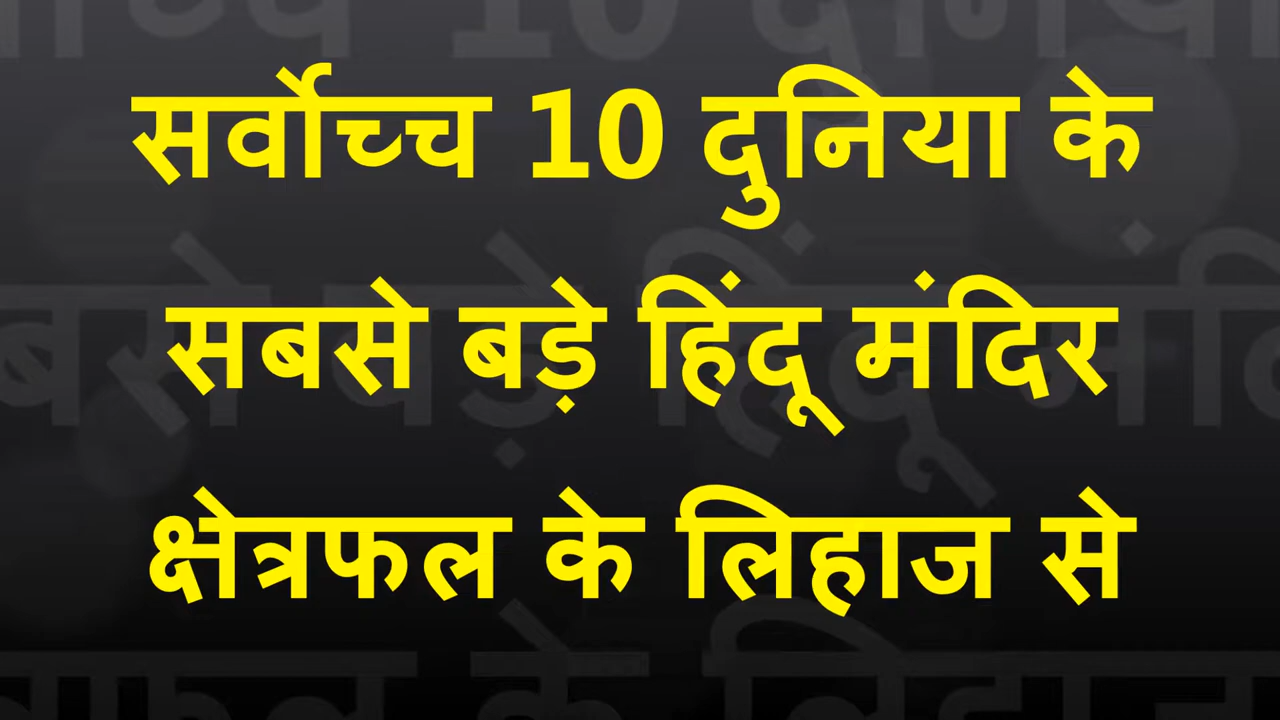 सर्वोच्च 10 दुनिया के
सबसे बड़े हिंदू मंदिर
क्षेत्रफल के लिहाज से